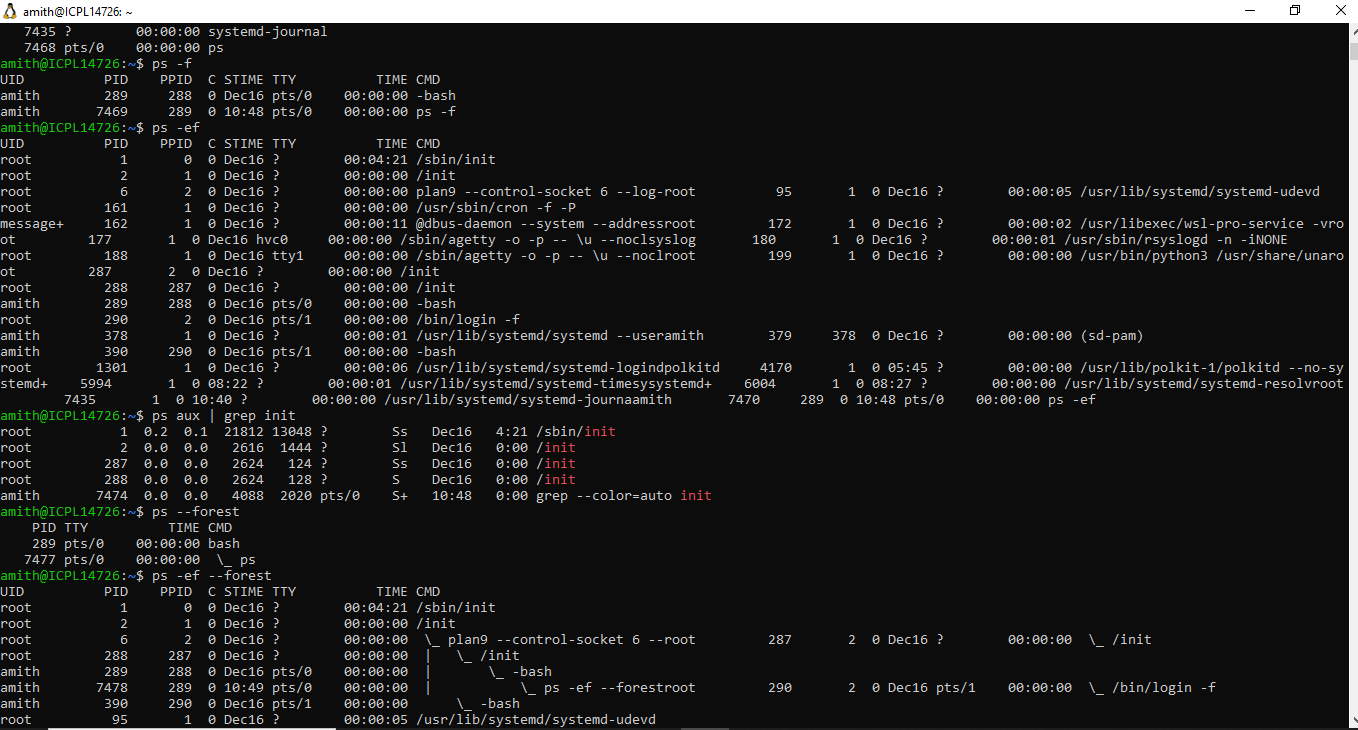 amith@ICPL14726: ~
7435 ?        00:00:00 systemd-journal
7468 pts/0    00:00:00 ps
amith@ICPL14726:~$ ps -f
UID          PID    PPID  C STIME TTY          TIME CMD
amith        289     288  0 Dec16 pts/0    00:00:00 -bash
amith       7469     289  0 10:48 pts/0    00:00:00 ps -f
amith@ICPL14726:~$ ps -ef
UID          PID    PPID  C STIME TTY          TIME CMD
root           1       0  0 Dec16 ?        00:04:21 /sbin/init
root           2       1  0 Dec16 ?        00:00:00 /init
root           6       2  0 Dec16 ?        00:00:00 plan9 --control-socket 6 --log-root          95       1  0 Dec16 ?        00:00:05 /usr/lib/systemd/systemd-udevd
root         161       1  0 Dec16 ?        00:00:00 /usr/sbin/cron -f -P
message+     162       1  0 Dec16 ?        00:00:11 @dbus-daemon --system --addressroot         172       1  0 Dec16 ?        00:00:02 /usr/libexec/wsl-pro-service -vro
ot         177       1  0 Dec16 hvc0     00:00:00 /sbin/agetty -o -p -- \u --noclsyslog       180       1  0 Dec16 ?        00:00:01 /usr/sbin/rsyslogd -n -iNONE
root         188       1  0 Dec16 tty1     00:00:00 /sbin/agetty -o -p -- \u --noclroot         199       1  0 Dec16 ?        00:00:00 /usr/bin/python3 /usr/share/unaro
ot         287       2  0 Dec16 ?        00:00:00 /init
root         288     287  0 Dec16 ?        00:00:00 /init
amith        289     288  0 Dec16 pts/0    00:00:00 -bash
root         290       2  0 Dec16 pts/1    00:00:00 /bin/login -f
amith        378       1  0 Dec16 ?        00:00:01 /usr/lib/systemd/systemd --useramith        379     378  0 Dec16 ?        00:00:00 (sd-pam)
amith        390     290  0 Dec16 pts/1    00:00:00 -bash
root        1301       1  0 Dec16 ?        00:00:06 /usr/lib/systemd/systemd-logindpolkitd     4170       1  0 05:45 ?        00:00:00 /usr/lib/polkit-1/polkitd --no-sy
stemd+    5994       1  0 08:22 ?        00:00:01 /usr/lib/systemd/systemd-timesysystemd+    6004       1  0 08:27 ?        00:00:00 /usr/lib/systemd/systemd-resolvroot
7435       1  0 10:40 ?        00:00:00 /usr/lib/systemd/systemd-journaamith       7470     289  0 10:48 pts/0    00:00:00 ps -ef
amith@ICPL14726:~$ ps aux | grep init
root           1  0.2  0.1  21812 13048 ?        Ss   Dec16   4:21 /sbin/init
root           2  0.0  0.0   2616  1444 ?        Sl   Dec16   0:00 /init
root         287  0.0  0.0   2624   124 ?        Ss   Dec16   0:00 /init
root         288  0.0  0.0   2624   128 ?        S    Dec16   0:00 /init
amith       7474  0.0  0.0   4088  2020 pts/0    S+   10:48   0:00 grep --color=auto init
amith@ICPL14726:~$ ps --forest
PID TTY          TIME CMD
289 pts/0    00:00:00 bash
7477 pts/0    00:00:00  \_ ps
amith@ICPL14726:~$ ps -ef --forest
UID          PID    PPID  C STIME TTY          TIME CMD
root           1       0  0 Dec16 ?        00:04:21 /sbin/init
root           2       1  0 Dec16 ?        00:00:00 /init
root           6       2  0 Dec16 ?        00:00:00  \_ plan9 --control-socket 6 --root         287       2  0 Dec16 ?        00:00:00  \_ /init
root         288     287  0 Dec16 ?        00:00:00  |   \_ /init
amith        289     288  0 Dec16 pts/0    00:00:00  |       \_ -bash
amith       7478     289  0 10:49 pts/0    00:00:00  |           \_ ps -ef --forestroot         290       2  0 Dec16 pts/1    00:00:00  \_ /bin/login -f
amith        390     290  0 Dec16 pts/1    00:00:00      \_ -bash
root          95       1  0 Dec16 ?        00:00:05 /usr/lib/systemd/systemd-udevd